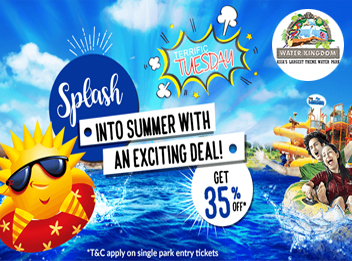 TERRIFIC
TUESDAY
WATER KINGDOM
ASIA'S LARGEST THEME WATER PARK
Splash
INTO SUMMER WITH
AN EXCITING DEAL!
GET
35%
OFF*
*T&C apply on single park entry tickets